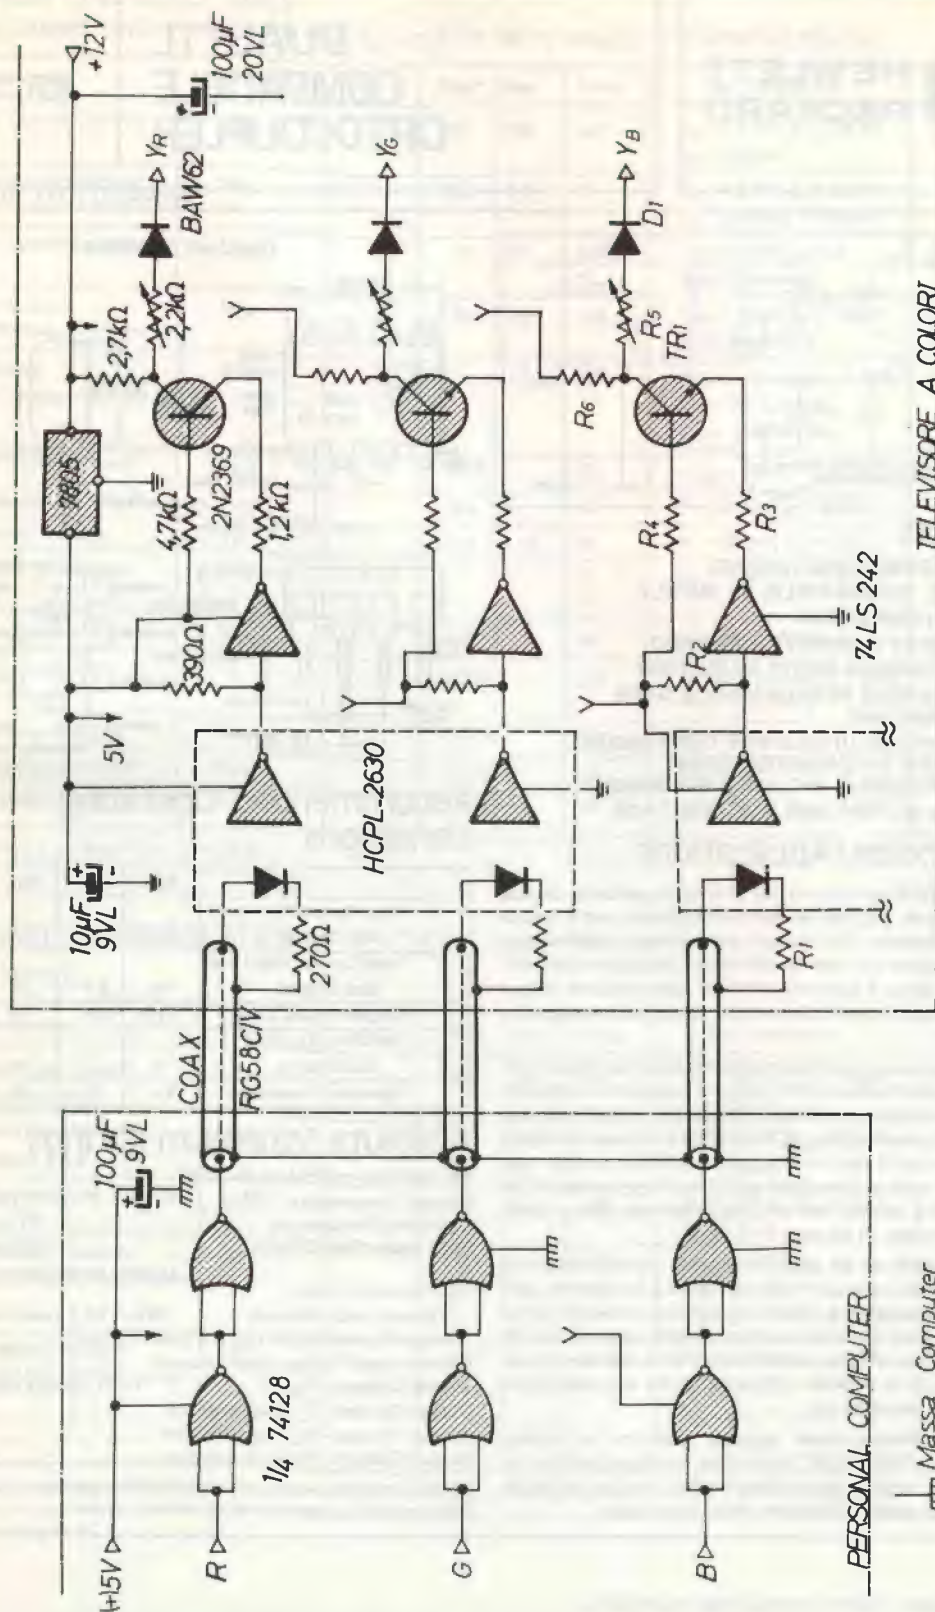 (+)5V
100µF
9VL
10µF
9VL
5V
7805
+12V
100µF
20VL
R
1/4 74128
COAX
RG58C/V
270Ω
390Ω
4,7kΩ
2N2369
1,2kΩ
2,7kΩ
2,2kΩ
BAW62
YR
HCPL-2630
G
YG
B
R1
R2
R4
R3
74LS242
R6
R5
TR1
D1
YB
PERSONAL COMPUTER
TELEVISORE A COLORI
Massa Computer